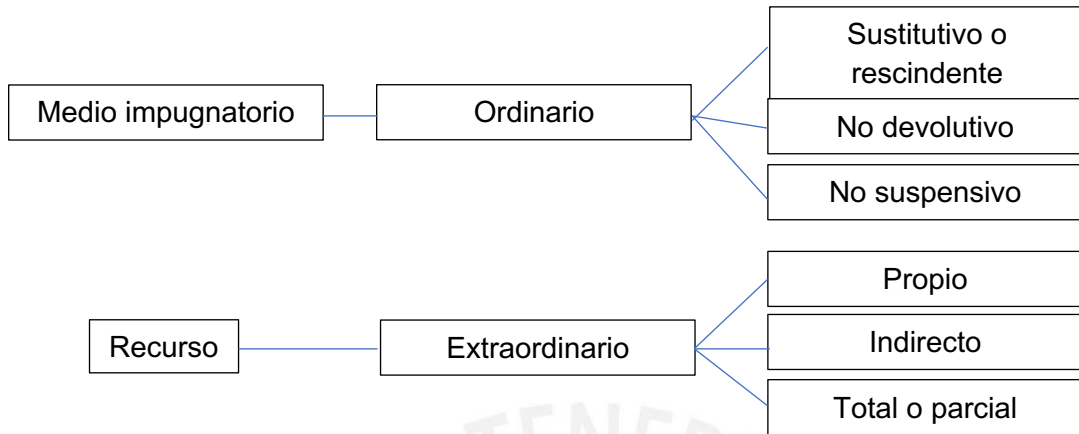 Sustitutivo o
rescindente
Medio impugnatorio
Ordinario
No devolutivo
No suspensivo
Propio
Recurso
Extraordinario
Indirecto
Total o parcial